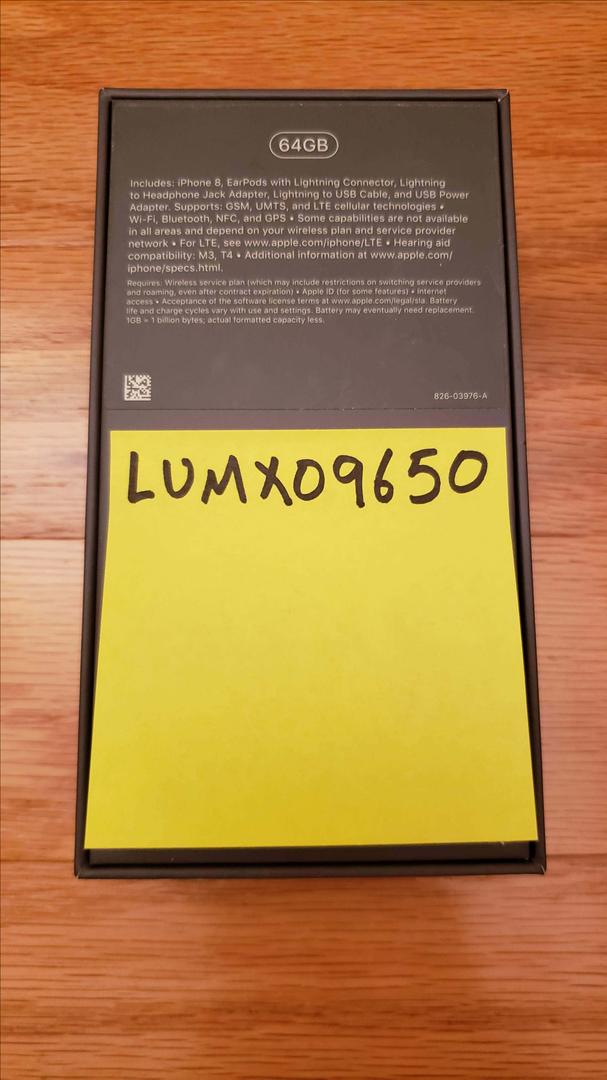 64GB
Includes: iPhone 8, EarPods with Lightning Connector, Lightning
to Headphone Jack Adapter, Lightning to USB Cable, and USB Power
Adapter. Supports: GSM, UMTS, and LTE cellular technologies •
Wi-Fi, Bluetooth, NFC, and GPS • Some capabilities are not available
in all areas and depend on your wireless plan and service provider
network • For LTE, see www.apple.com/iphone/LTE • Hearing aid
compatibility: M3, T4 • Additional information at www.apple.com/
iphone/specs.html.
Requires: Wireless service plan (which may include restrictions on switching service providers
and roaming, even after contract expiration) • Apple ID (for some features) • Internet
access • Acceptance of the software license terms at www.apple.com/legal/sla. Battery
life and charge cycles vary with use and settings. Battery may eventually need replacement.
1GB = 1 billion bytes; actual formatted capacity less.
826-03976-A
LUMX09650